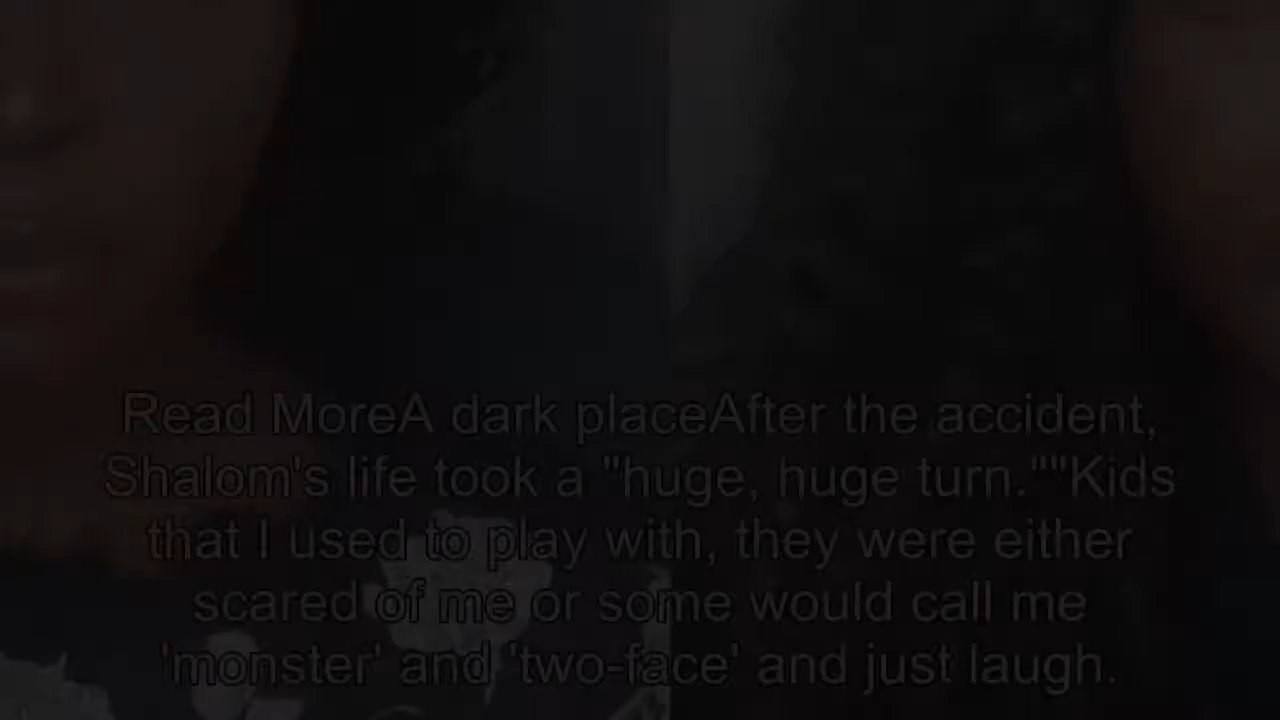 Read MoreA dark placeAfter the accident,
Shalom's life took a "huge, huge turn.""Kids
that I used to play with, they were either
scared of me or some would call me
'monster' and 'two-face' and just laugh.